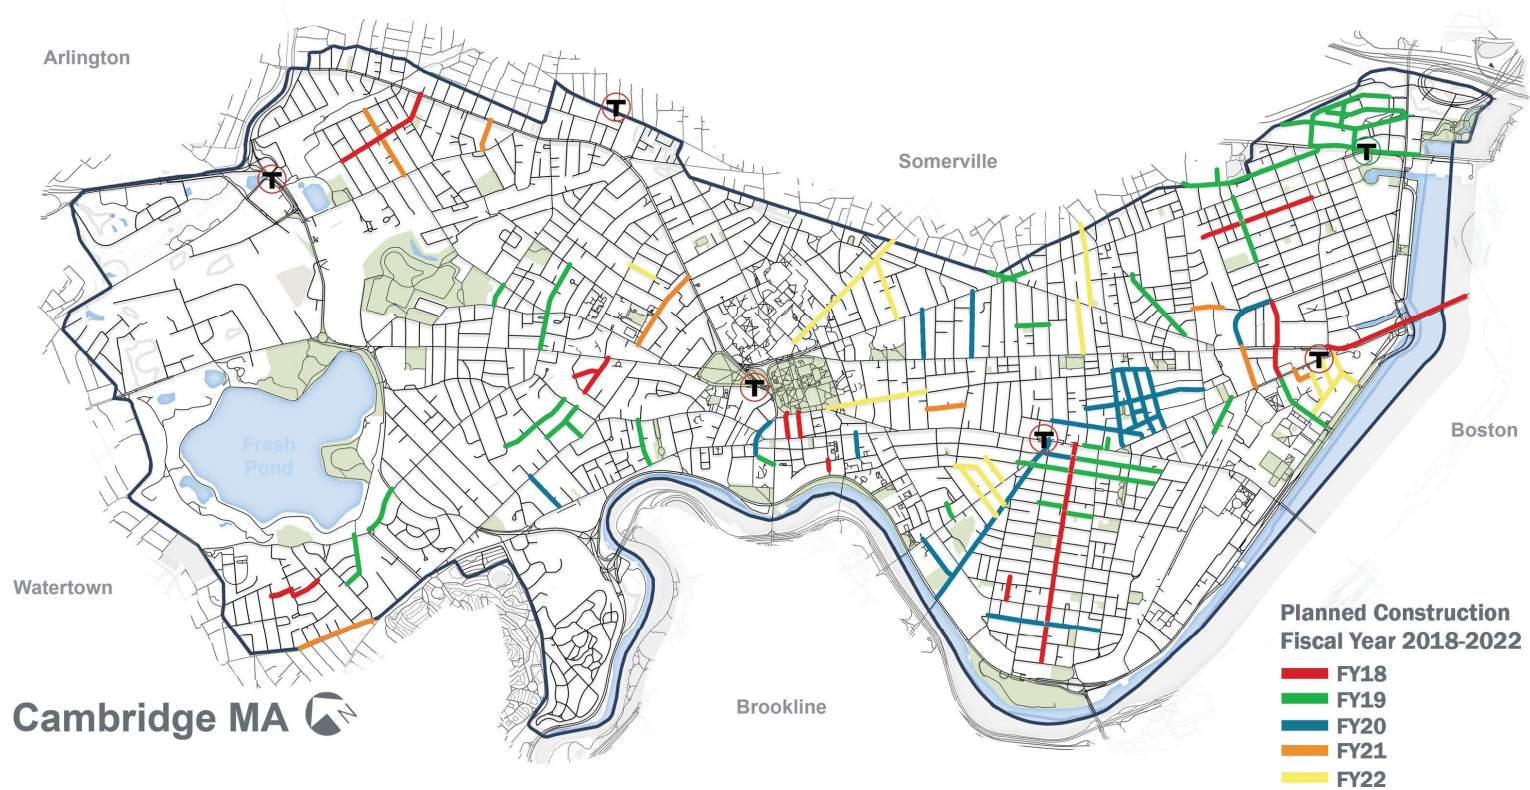 Arlington
T
Somerville
T
T
T
T
Fresh
Pond
T
Boston
Watertown
Brookline
Cambridge MA
N
Planned Construction
Fiscal Year 2018-2022
FY18
FY19
FY20
FY21
FY22